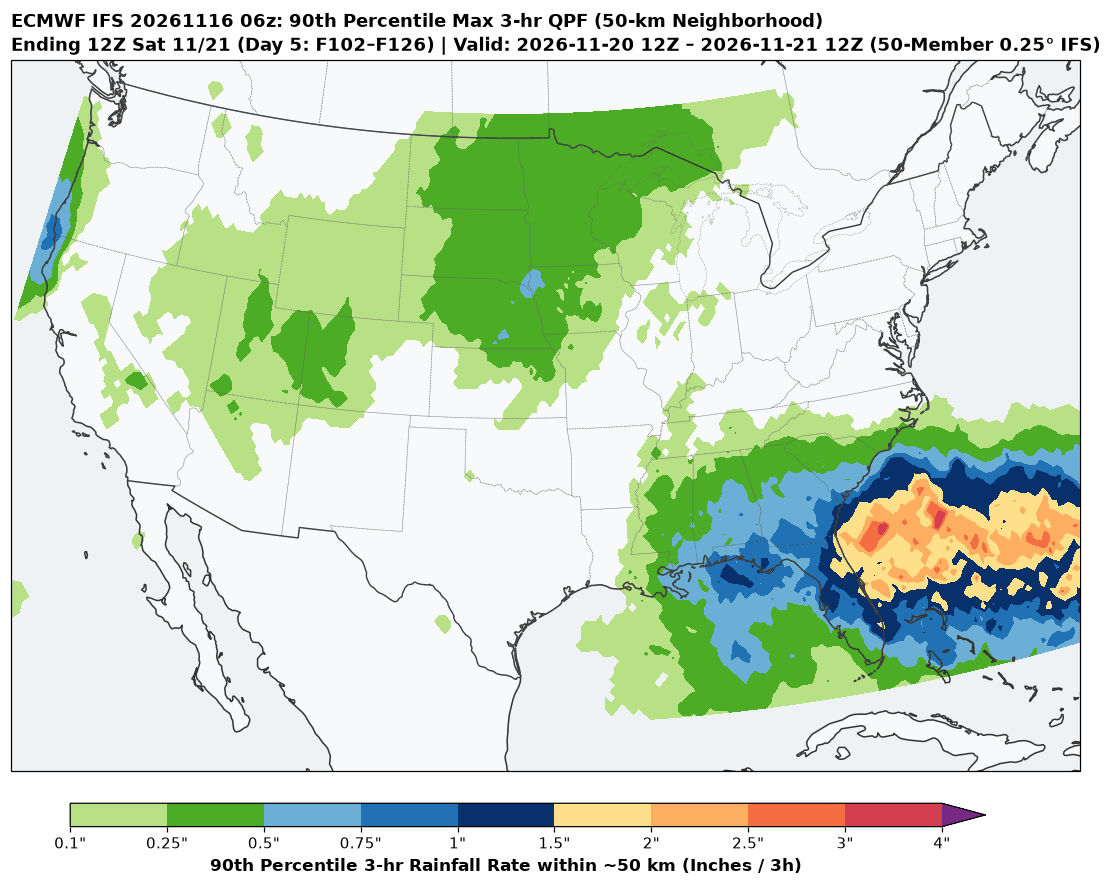 ECMWF IFS 20261116 06z: 90th Percentile Max 3-hr QPF (50-km Neighborhood)
Ending 12Z Sat 11/21 (Day 5: F102–F126) | Valid: 2026-11-20 12Z – 2026-11-21 12Z (50-Member 0.25° IFS)
0.1" 0.25" 0.5" 0.75" 1" 1.5" 2" 2.5" 3" 4"
90th Percentile 3-hr Rainfall Rate within ~50 km (Inches / 3h)